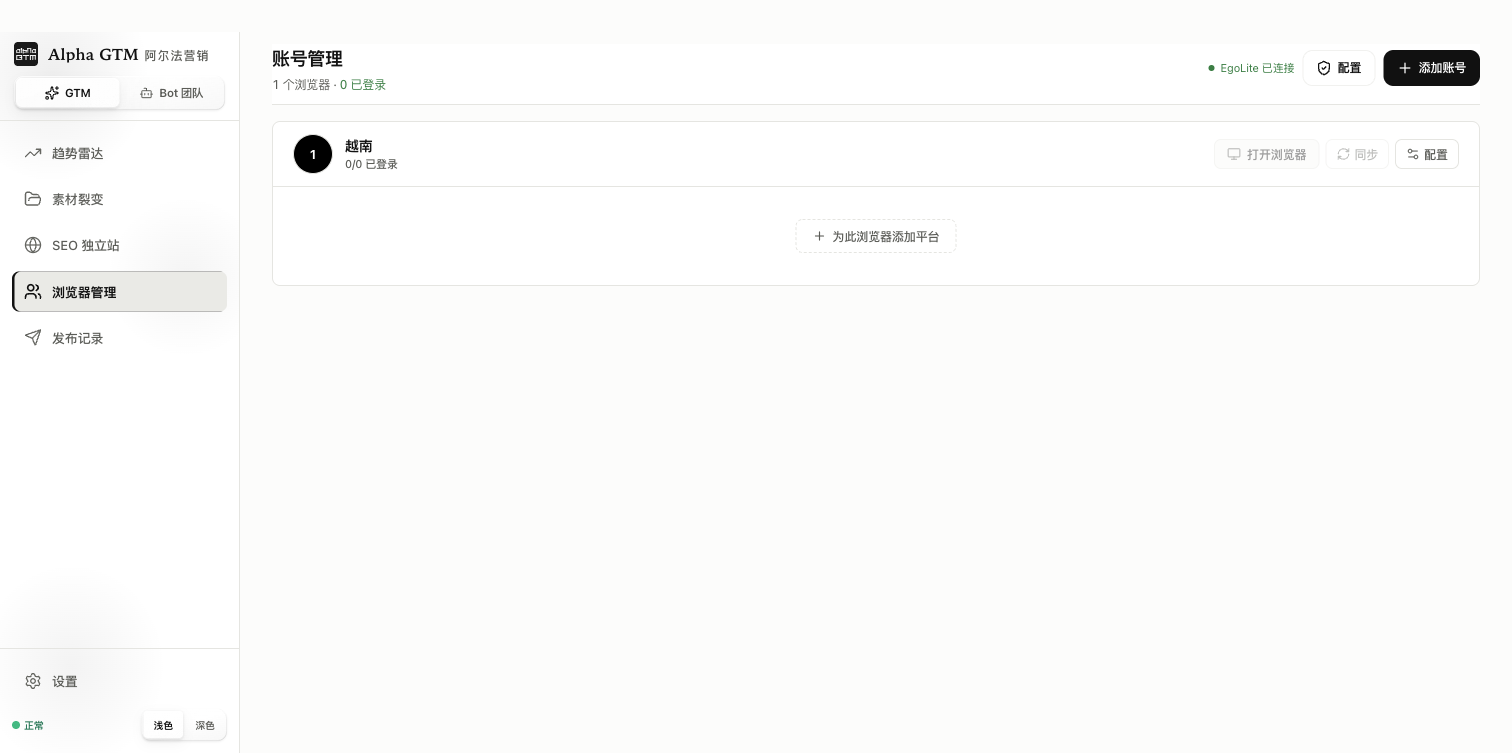 alpha GTM
Alpha GTM 阿尔法营销
GTM
Bot 团队
趋势雷达
素材裂变
SEO 独立站
浏览器管理
发布记录
设置
正常
浅色
深色
账号管理
1 个浏览器 · 0 已登录
EgoLite 已连接
配置
添加账号
1
越南
0/0 已登录
打开浏览器
同步
配置
为此浏览器添加平台